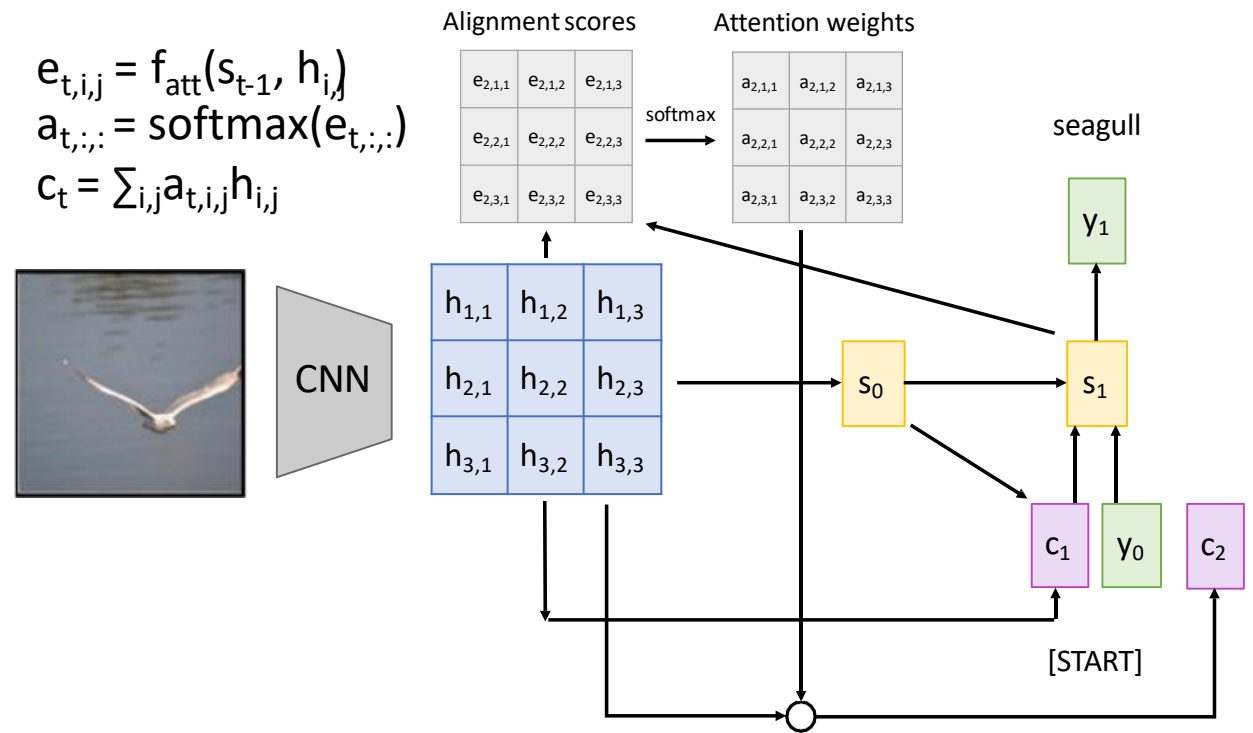 Alignment scores
Attention weights
e_{t,i,j} = f_{att}(s_{t-1}, h_{i,j})
a_{t,:,:} = softmax(e_{t,:,:})
c_t = ∑_{i,j}a_{t,i,j}h_{i,j}
e_{2,1,1} e_{2,1,2} e_{2,1,3}
e_{2,2,1} e_{2,2,2} e_{2,2,3}
e_{2,3,1} e_{2,3,2} e_{2,3,3}
softmax
a_{2,1,1} a_{2,1,2} a_{2,1,3}
a_{2,2,1} a_{2,2,2} a_{2,2,3}
a_{2,3,1} a_{2,3,2} a_{2,3,3}
seagull
y_1
CNN
h_{1,1} h_{1,2} h_{1,3}
h_{2,1} h_{2,2} h_{2,3}
h_{3,1} h_{3,2} h_{3,3}
s_0
s_1
c_1
y_0
c_2
[START]